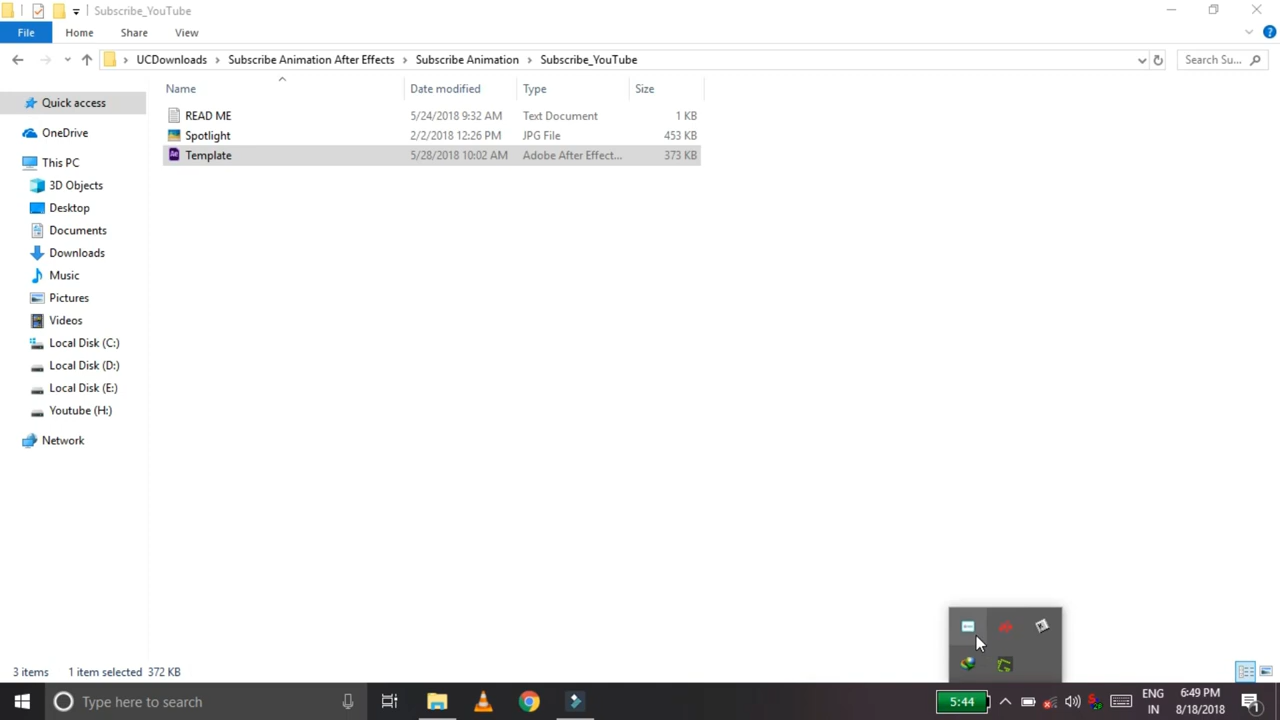 Subscribe_YouTube
File Home Share View
UCDownloads Subscribe Animation After Effects Subscribe Animation Subscribe_YouTube Search Su...
Name Date modified Type Size
Quick access
OneDrive
This PC
3D Objects
Desktop
Documents
Downloads
Music
Pictures
Videos
Local Disk (C:)
Local Disk (D:)
Local Disk (E:)
Youtube (H:)
Network
READ ME 5/24/2018 9:32 AM Text Document 1 KB
Spotlight 2/2/2018 12:26 PM JPG File 453 KB
Template 5/28/2018 10:02 AM Adobe After Effect... 373 KB
3 items 1 item selected 372 KB
Type here to search
5:44
ENG
IN
6:49 PM
8/18/2018
1